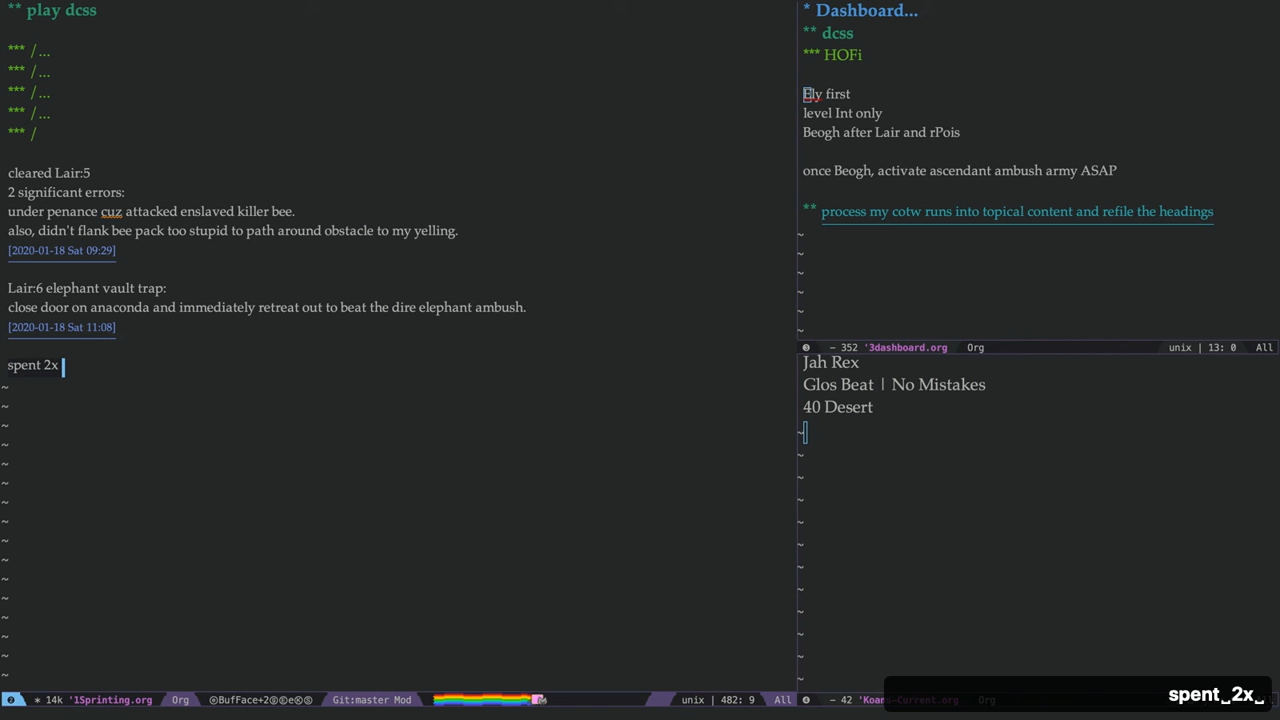 ** play dcss
*** /...
*** /...
*** /...
*** /...
*** /
cleared Lair:5
2 significant errors:
under penance cuz attacked enslaved killer bee.
also, didn't flank bee pack too stupid to path around obstacle to my yelling.
[2020-01-18 Sat 09:29]
Lair:6 elephant vault trap:
close door on anaconda and immediately retreat out to beat the dire elephant ambush.
[2020-01-18 Sat 11:08]
spent 2x
* 14k '1Sprinting.org Org Git:master Mod unix | 482: 9 All
* Dashboard...
** dcss
*** HOFi
Ely first
level Int only
Beogh after Lair and rPois
once Beogh, activate ascendant ambush army ASAP
** process my cotw runs into topical content and refile the headings
❸ - 352 '3dashboard.org Org unix | 13: 0 All
Jah Rex
Glos Beat | No Mistakes
40 Desert
❹ - 42 'Koans-Current.org Org
spent␣2x␣